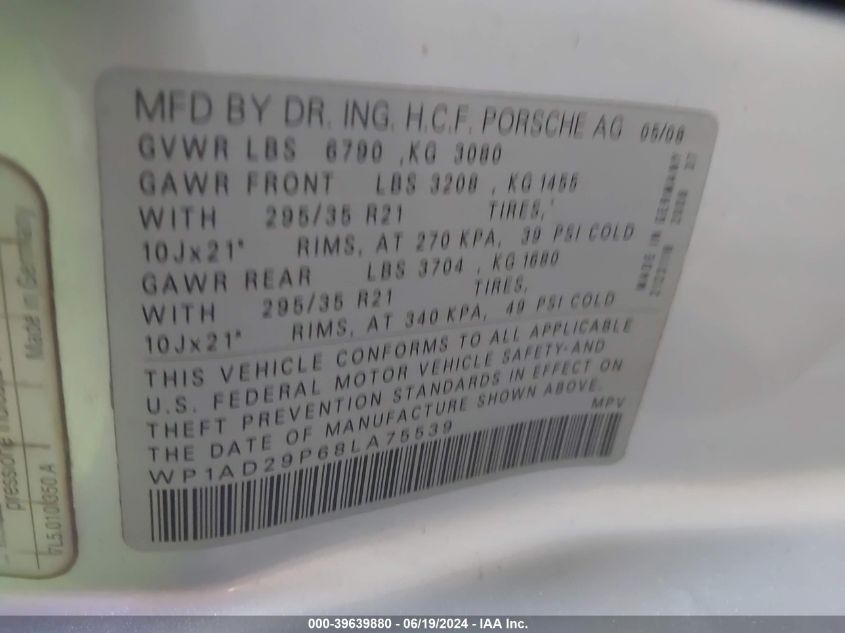 MFD BY DR. ING. H.C.F. PORSCHE AG 05/08
GVWR LBS 6790 ,KG 3080
GAWR FRONT LBS 3208 , KG 1455
WITH 295/35 R21 TIRES,
10Jx21" RIMS, AT 270 KPA, 39 PSI COLD
GAWR REAR LBS 3704 , KG 1680
WITH 295/35 R21 TIRES,
10Jx21" RIMS, AT 340 KPA, 49 PSI COLD
THIS VEHICLE CONFORMS TO ALL APPLICABLE
U.S. FEDERAL MOTOR VEHICLE SAFETY-AND
THEFT PREVENTION STANDARDS IN EFFECT ON
THE DATE OF MANUFACTURE SHOWN ABOVE.
MPV
WP1AD29P68LA75539
MADE IN GERMANY
Made in Germany
pressione
7L5.010.350 A
000-39639880 - 06/19/2024 - IAA Inc.